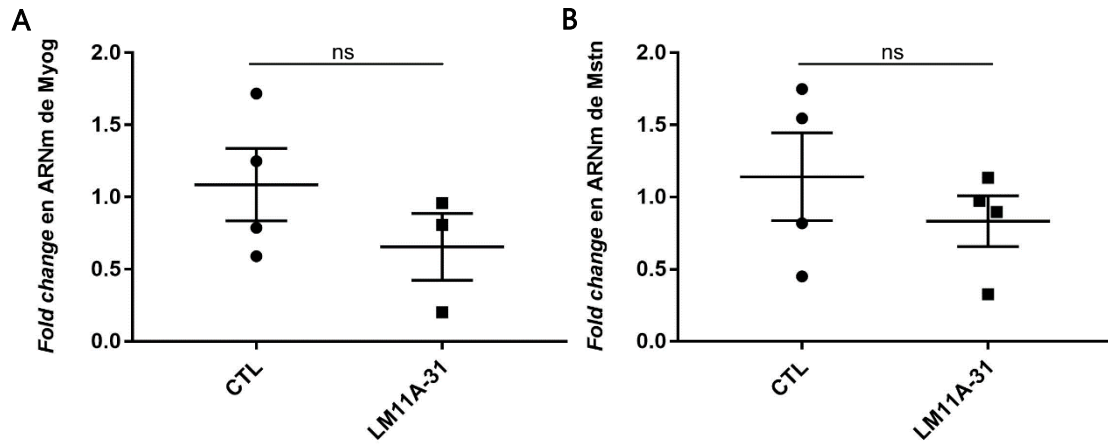 A
Fold change en ARNm de Myog
2.0
1.5
1.0
0.5
0.0
ns
CTL
LM11A-31
B
Fold change en ARNm de Mstn
2.0
1.5
1.0
0.5
0.0
ns
CTL
LM11A-31